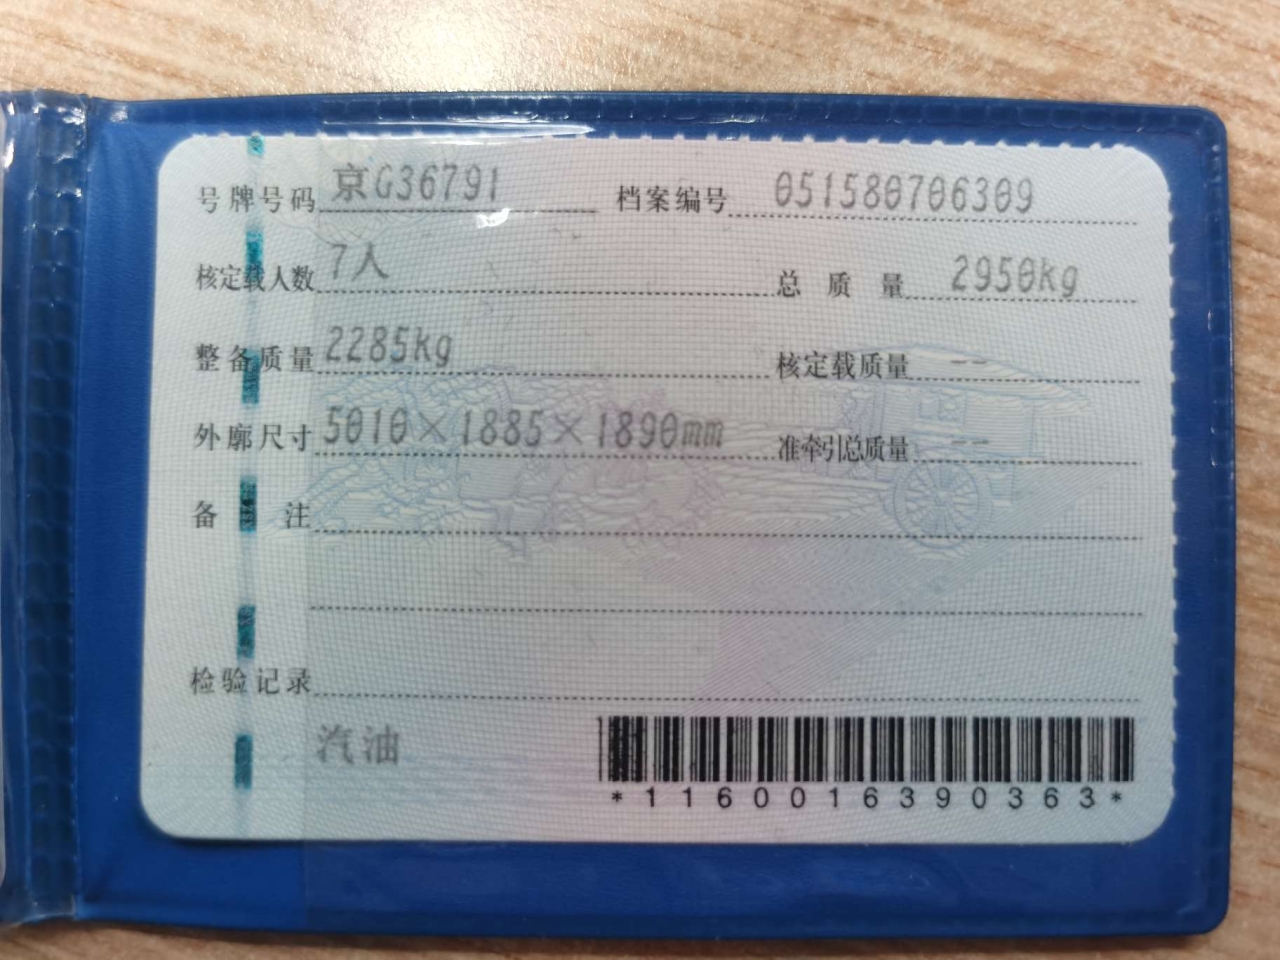 号牌号码 京G36791 档案编号 051580706309
核定载人数 7人 总质量 2950kg
整备质量 2285kg 核定载质量 --
外廓尺寸 5010×1885×1890mm 准牵引总质量 --
备注
检验记录
汽油
*1160016390363*